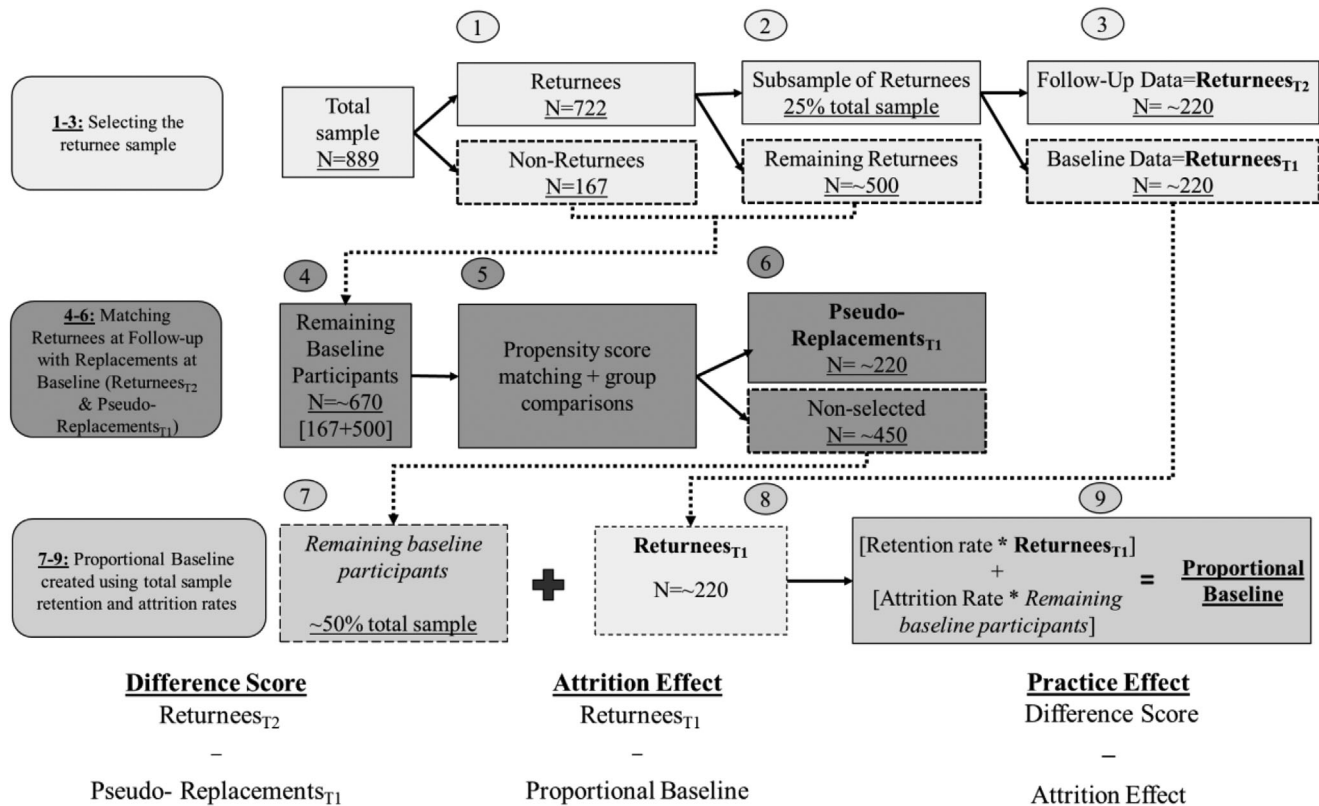 1
2
3
1-3: Selecting the
returnee sample
Total
sample
N=889
Returnees
N=722
Non-Returnees
N=167
Subsample of Returnees
25% total sample
Remaining Returnees
N=~500
Follow-Up Data=ReturneesT2
N= ~220
Baseline Data=ReturneesT1
N= ~220
4
5
6
4-6: Matching
Returnees at Follow-up
with Replacements at
Baseline (ReturneesT2
& Pseudo-
ReplacementsT1)
Remaining
Baseline
Participants
N=~670
[167+500]
Propensity score
matching + group
comparisons
Pseudo-
ReplacementsT1
N= ~220
Non-selected
N= ~450
7
8
9
7-9: Proportional Baseline
created using total sample
retention and attrition rates
Remaining baseline
participants
~50% total sample
ReturneesT1
N=~220
[Retention rate * ReturneesT1]
+
[Attrition Rate * Remaining
baseline participants]
=
Proportional
Baseline
Difference Score
ReturneesT2
–
Pseudo- ReplacementsT1
Attrition Effect
ReturneesT1
–
Proportional Baseline
Practice Effect
Difference Score
–
Attrition Effect